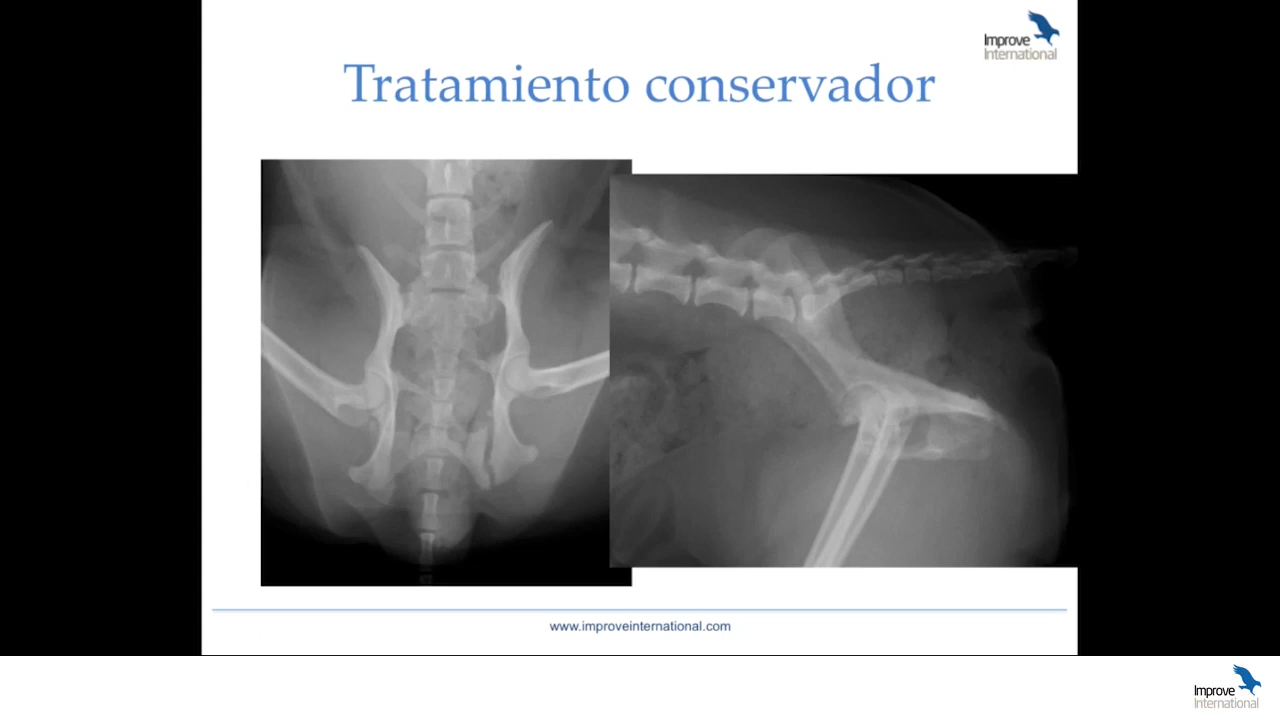 Improve
International
Tratamiento conservador
www.improveinternational.com
Improve
International